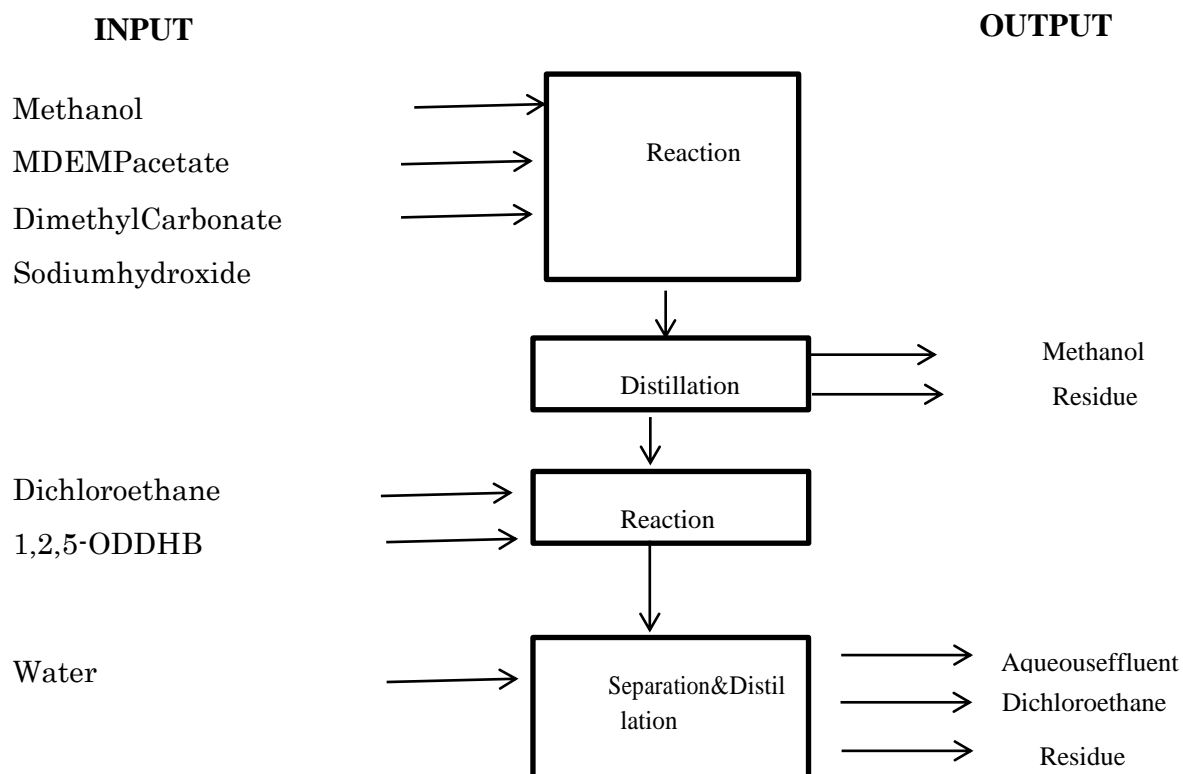 INPUT
OUTPUT
Methanol
MDEMPacetate
DimethylCarbonate
Sodiumhydroxide
Reaction
Distillation
Methanol
Residue
Dichloroethane
1,2,5-ODDHB
Reaction
Water
Separation&Distil
lation
Aqueouseffluent
Dichloroethane
Residue